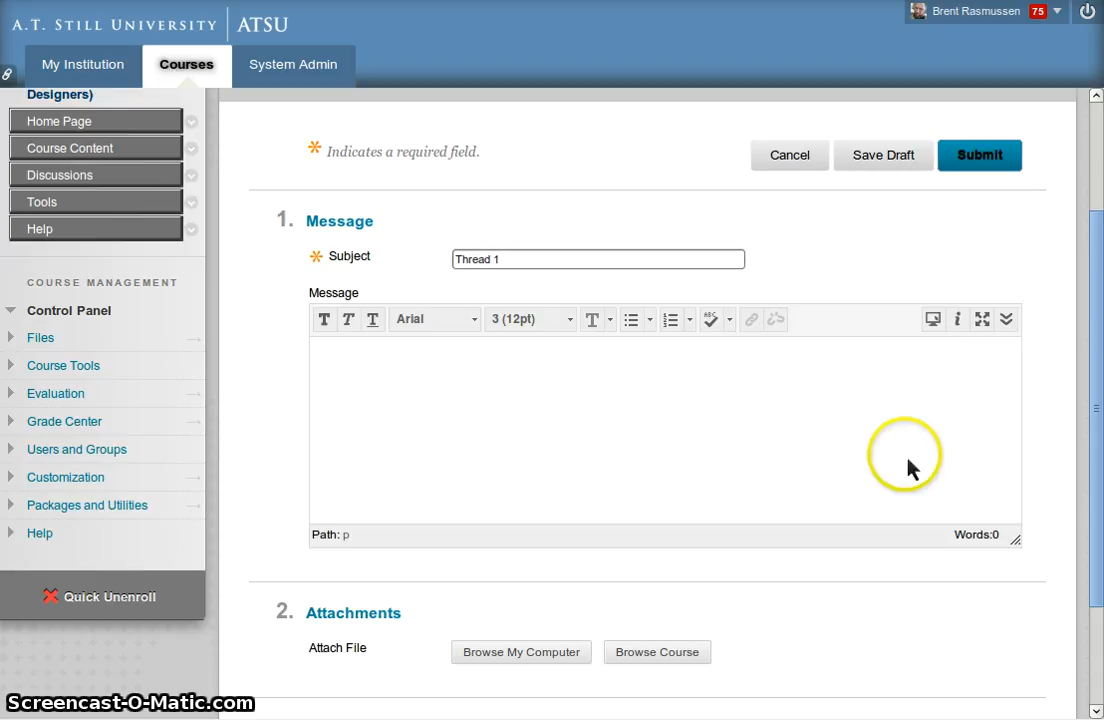 A.T. STILL UNIVERSITY ATSU
Brent Rasmussen 75
My Institution Courses System Admin
Designers)
Home Page
Course Content
Discussions
Tools
Help
COURSE MANAGEMENT
Control Panel
Files
Course Tools
Evaluation
Grade Center
Users and Groups
Customization
Packages and Utilities
Help
Quick Unenroll
Indicates a required field.
Cancel Save Draft Submit
1. Message
Subject Thread 1
Message
T T T Arial 3 (12pt) T ABC
Path: p Words:0
2. Attachments
Attach File Browse My Computer Browse Course
Screencast-O-Matic.com